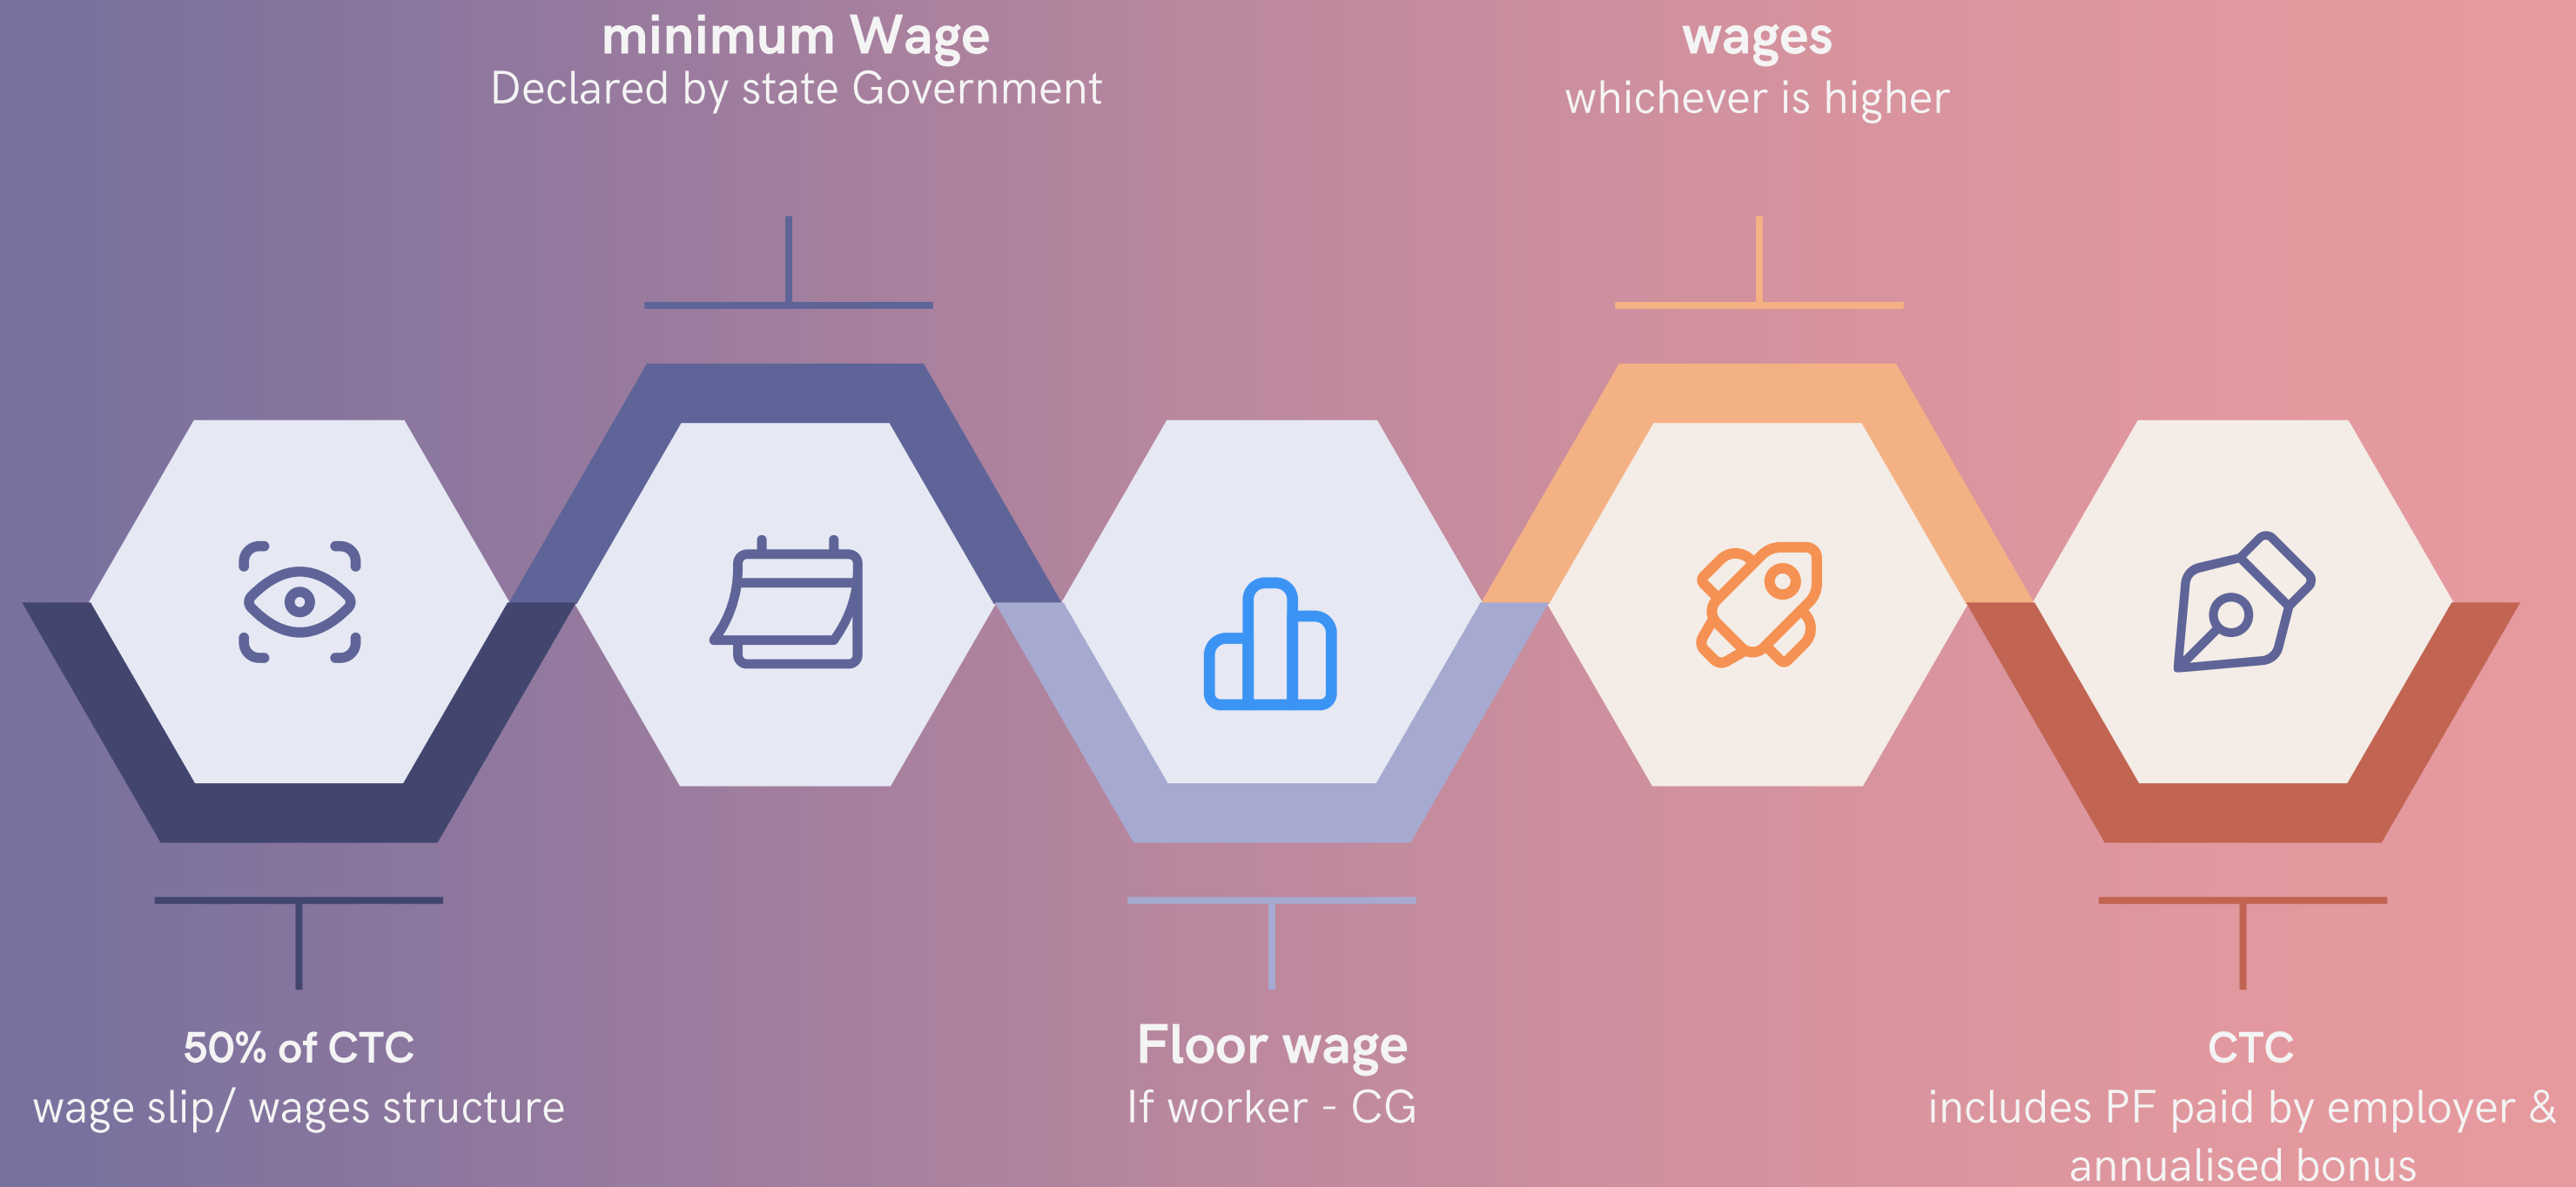 minimum Wage
Declared by state Government
wages
whichever is higher
50% of CTC
wage slip/ wages structure
Floor wage
If worker - CG
CTC
includes PF paid by employer &
annualised bonus